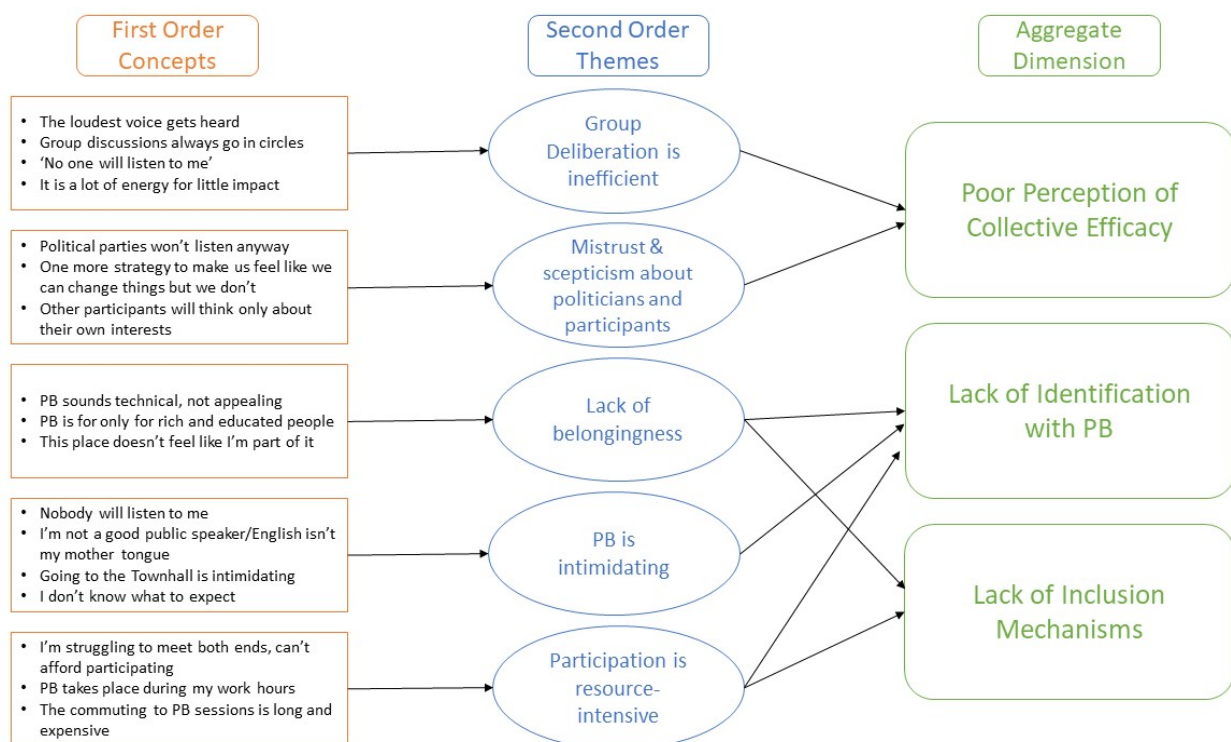 First Order
Concepts
Second Order
Themes
Aggregate
Dimension
• The loudest voice gets heard
• Group discussions always go in circles
• ‘No one will listen to me’
• It is a lot of energy for little impact
Group
Deliberation is
inefficient
Poor Perception of
Collective Efficacy
• Political parties won’t listen anyway
• One more strategy to make us feel like we
can change things but we don’t
• Other participants will think only about
their own interests
Mistrust &
scepticism about
politicians and
participants
• PB sounds technical, not appealing
• PB is for only for rich and educated people
• This place doesn’t feel like I’m part of it
Lack of
belongingness
Lack of Identification
with PB
• Nobody will listen to me
• I’m not a good public speaker/English isn’t
my mother tongue
• Going to the Townhall is intimidating
• I don’t know what to expect
PB is
intimidating
Lack of Inclusion
Mechanisms
• I’m struggling to meet both ends, can’t
afford participating
• PB takes place during my work hours
• The commuting to PB sessions is long and
expensive
Participation is
resource-
intensive